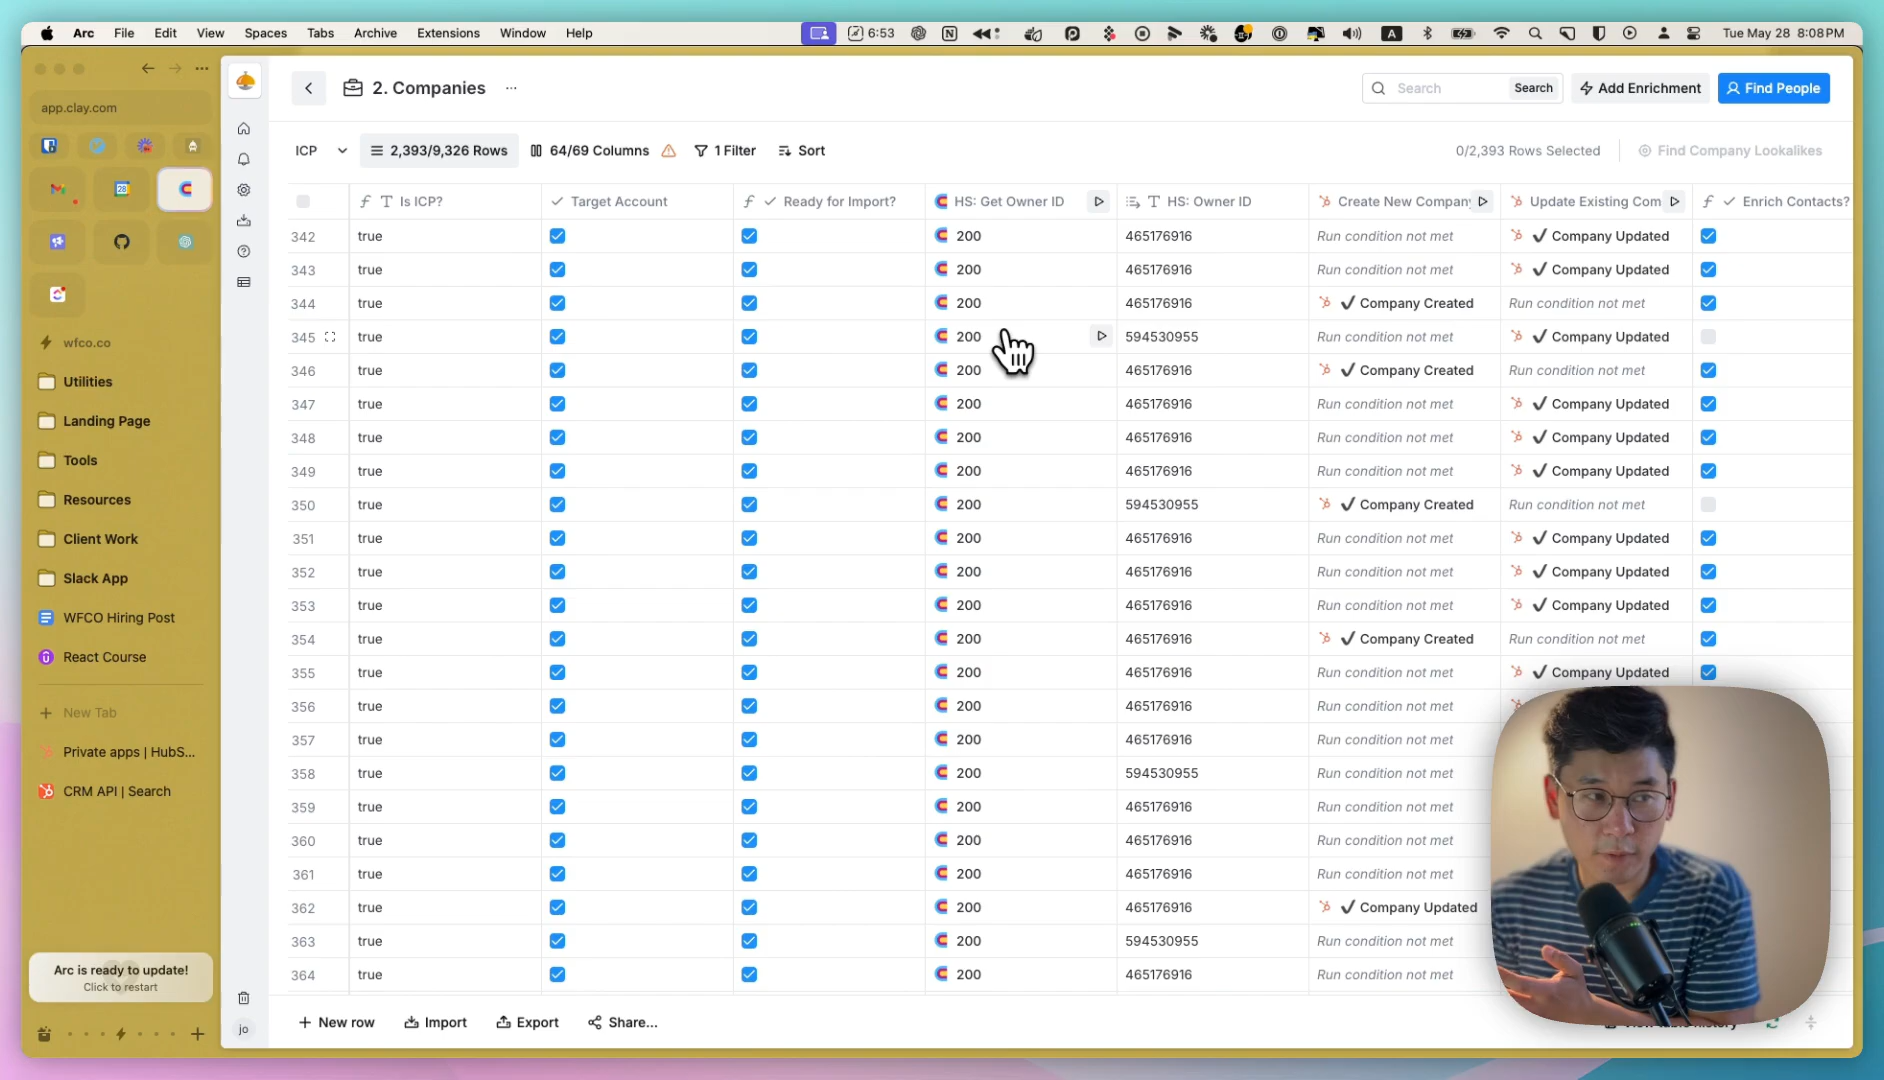 Arc File Edit View Spaces Tabs Archive Extensions Window Help 6:53 A Tue May 28 8:08 PM
app.clay.com
28
wfco.co
Utilities
Landing Page
Tools
Resources
Client Work
Slack App
WFCO Hiring Post
React Course
New Tab
Private apps | HubS...
CRM API | Search
Arc is ready to update!
Click to restart
jo
2. Companies ...
Search Search Add Enrichment Find People
ICP 2,393/9,326 Rows 64/69 Columns 1 Filter Sort 0/2,393 Rows Selected Find Company Lookalikes
Is ICP? Target Account Ready for Import? HS: Get Owner ID HS: Owner ID Create New Company Update Existing Com Enrich Contacts?
342 true 200 465176916 Run condition not met ✔ Company Updated
343 true 200 465176916 Run condition not met ✔ Company Updated
344 true 200 465176916 ✔ Company Created Run condition not met
345 true 200 594530955 Run condition not met ✔ Company Updated
346 true 200 465176916 ✔ Company Created Run condition not met
347 true 200 465176916 Run condition not met ✔ Company Updated
348 true 200 465176916 Run condition not met ✔ Company Updated
349 true 200 465176916 Run condition not met ✔ Company Updated
350 true 200 594530955 ✔ Company Created Run condition not met
351 true 200 465176916 Run condition not met ✔ Company Updated
352 true 200 465176916 Run condition not met ✔ Company Updated
353 true 200 465176916 Run condition not met ✔ Company Updated
354 true 200 465176916 ✔ Company Created Run condition not met
355 true 200 465176916 Run condition not met ✔ Company Updated
356 true 200 465176916 Run condition not met
357 true 200 465176916 Run condition not met
358 true 200 594530955 Run condition not met
359 true 200 465176916 Run condition not met
360 true 200 465176916 Run condition not met
361 true 200 465176916 Run condition not met
362 true 200 465176916 ✔ Company Updated
363 true 200 594530955 Run condition not met
364 true 200 465176916 Run condition not met
+ New row Import Export Share...